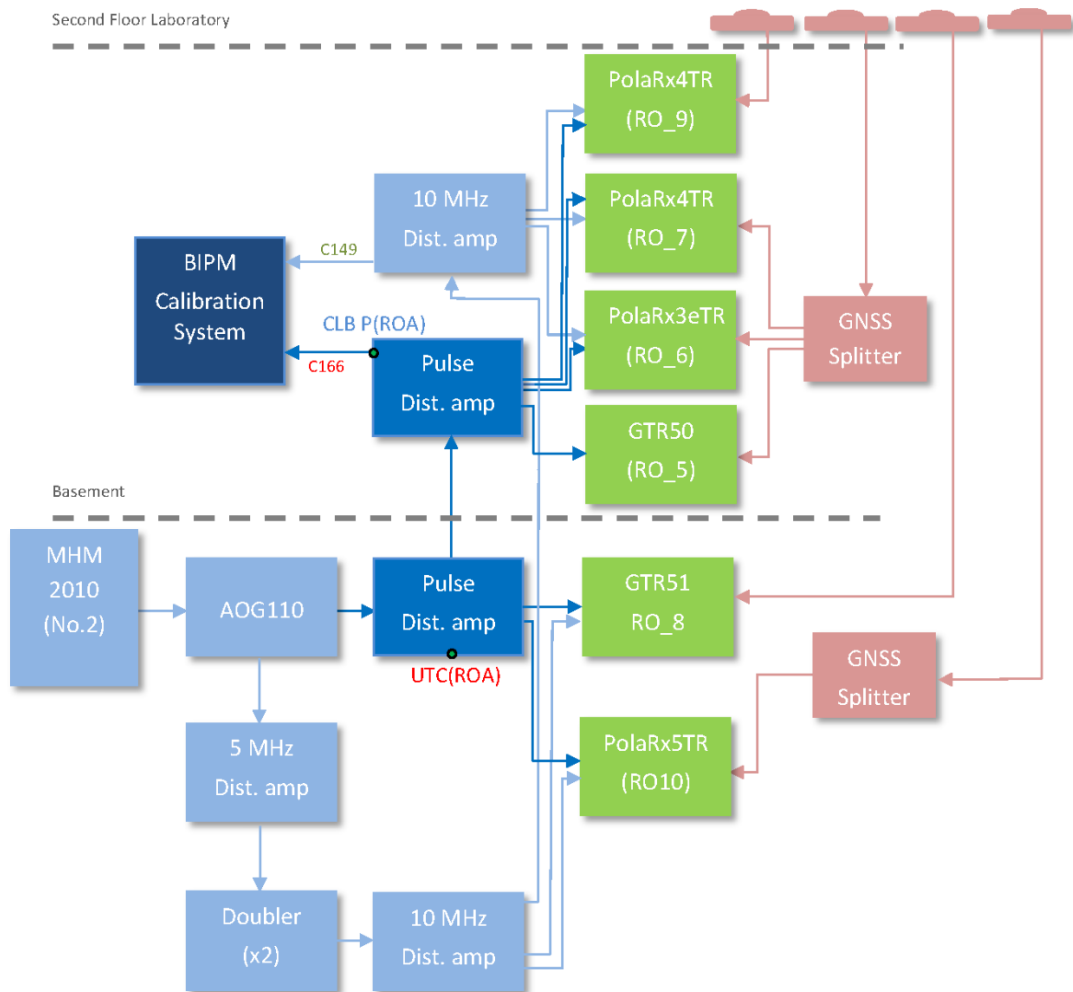 Second Floor Laboratory
PolaRx4TR
(RO_9)
10 MHz
Dist. amp
PolaRx4TR
(RO_7)
C149
BIPM
Calibration
System
CLB P(ROA)
C166
Pulse
Dist. amp
PolaRx3eTR
(RO_6)
GNSS
Splitter
GTR50
(RO_5)
Basement
MHM
2010
(No.2)
AOG110
Pulse
Dist. amp
UTC(ROA)
GTR51
RO_8
GNSS
Splitter
5 MHz
Dist. amp
PolaRx5TR
(RO10)
Doubler
(x2)
10 MHz
Dist. amp